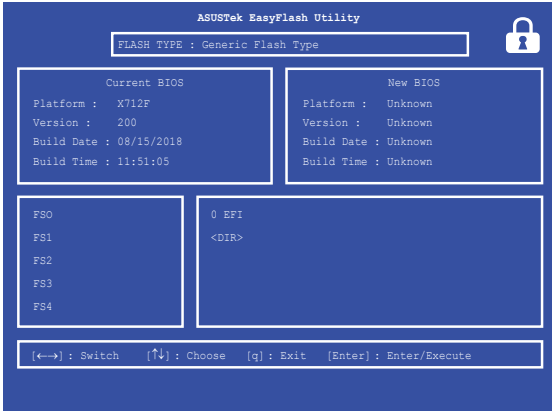 ASUSTek EasyFlash Utility
FLASH TYPE : Generic Flash Type
Current BIOS
Platform : X712F
Version : 200
Build Date : 08/15/2018
Build Time : 11:51:05
New BIOS
Platform : Unknown
Version : Unknown
Build Date : Unknown
Build Time : Unknown
FSO
FS1
FS2
FS3
FS4
0 EFI
<DIR>
[←→] : Switch [↑↓] : Choose [q] : Exit [Enter] : Enter/Execute